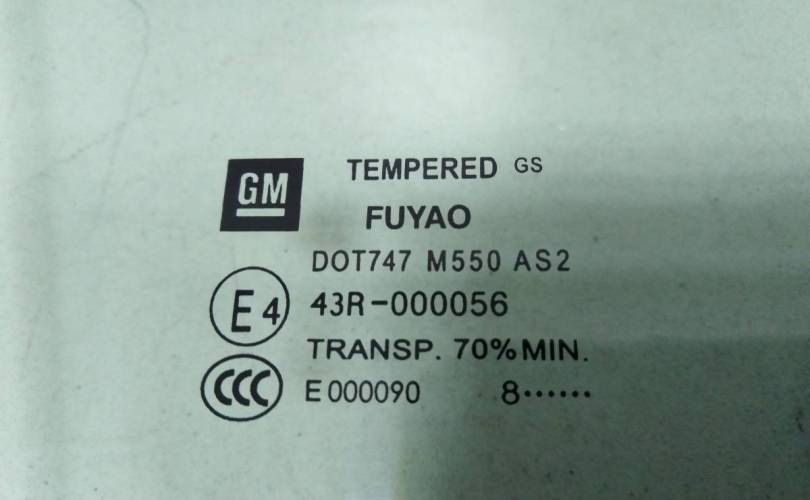 GM
TEMPERED GS
FUYAO
DOT747 M550 AS2
E4 43R-000056
TRANSP. 70%MIN.
CCC E000090 8······